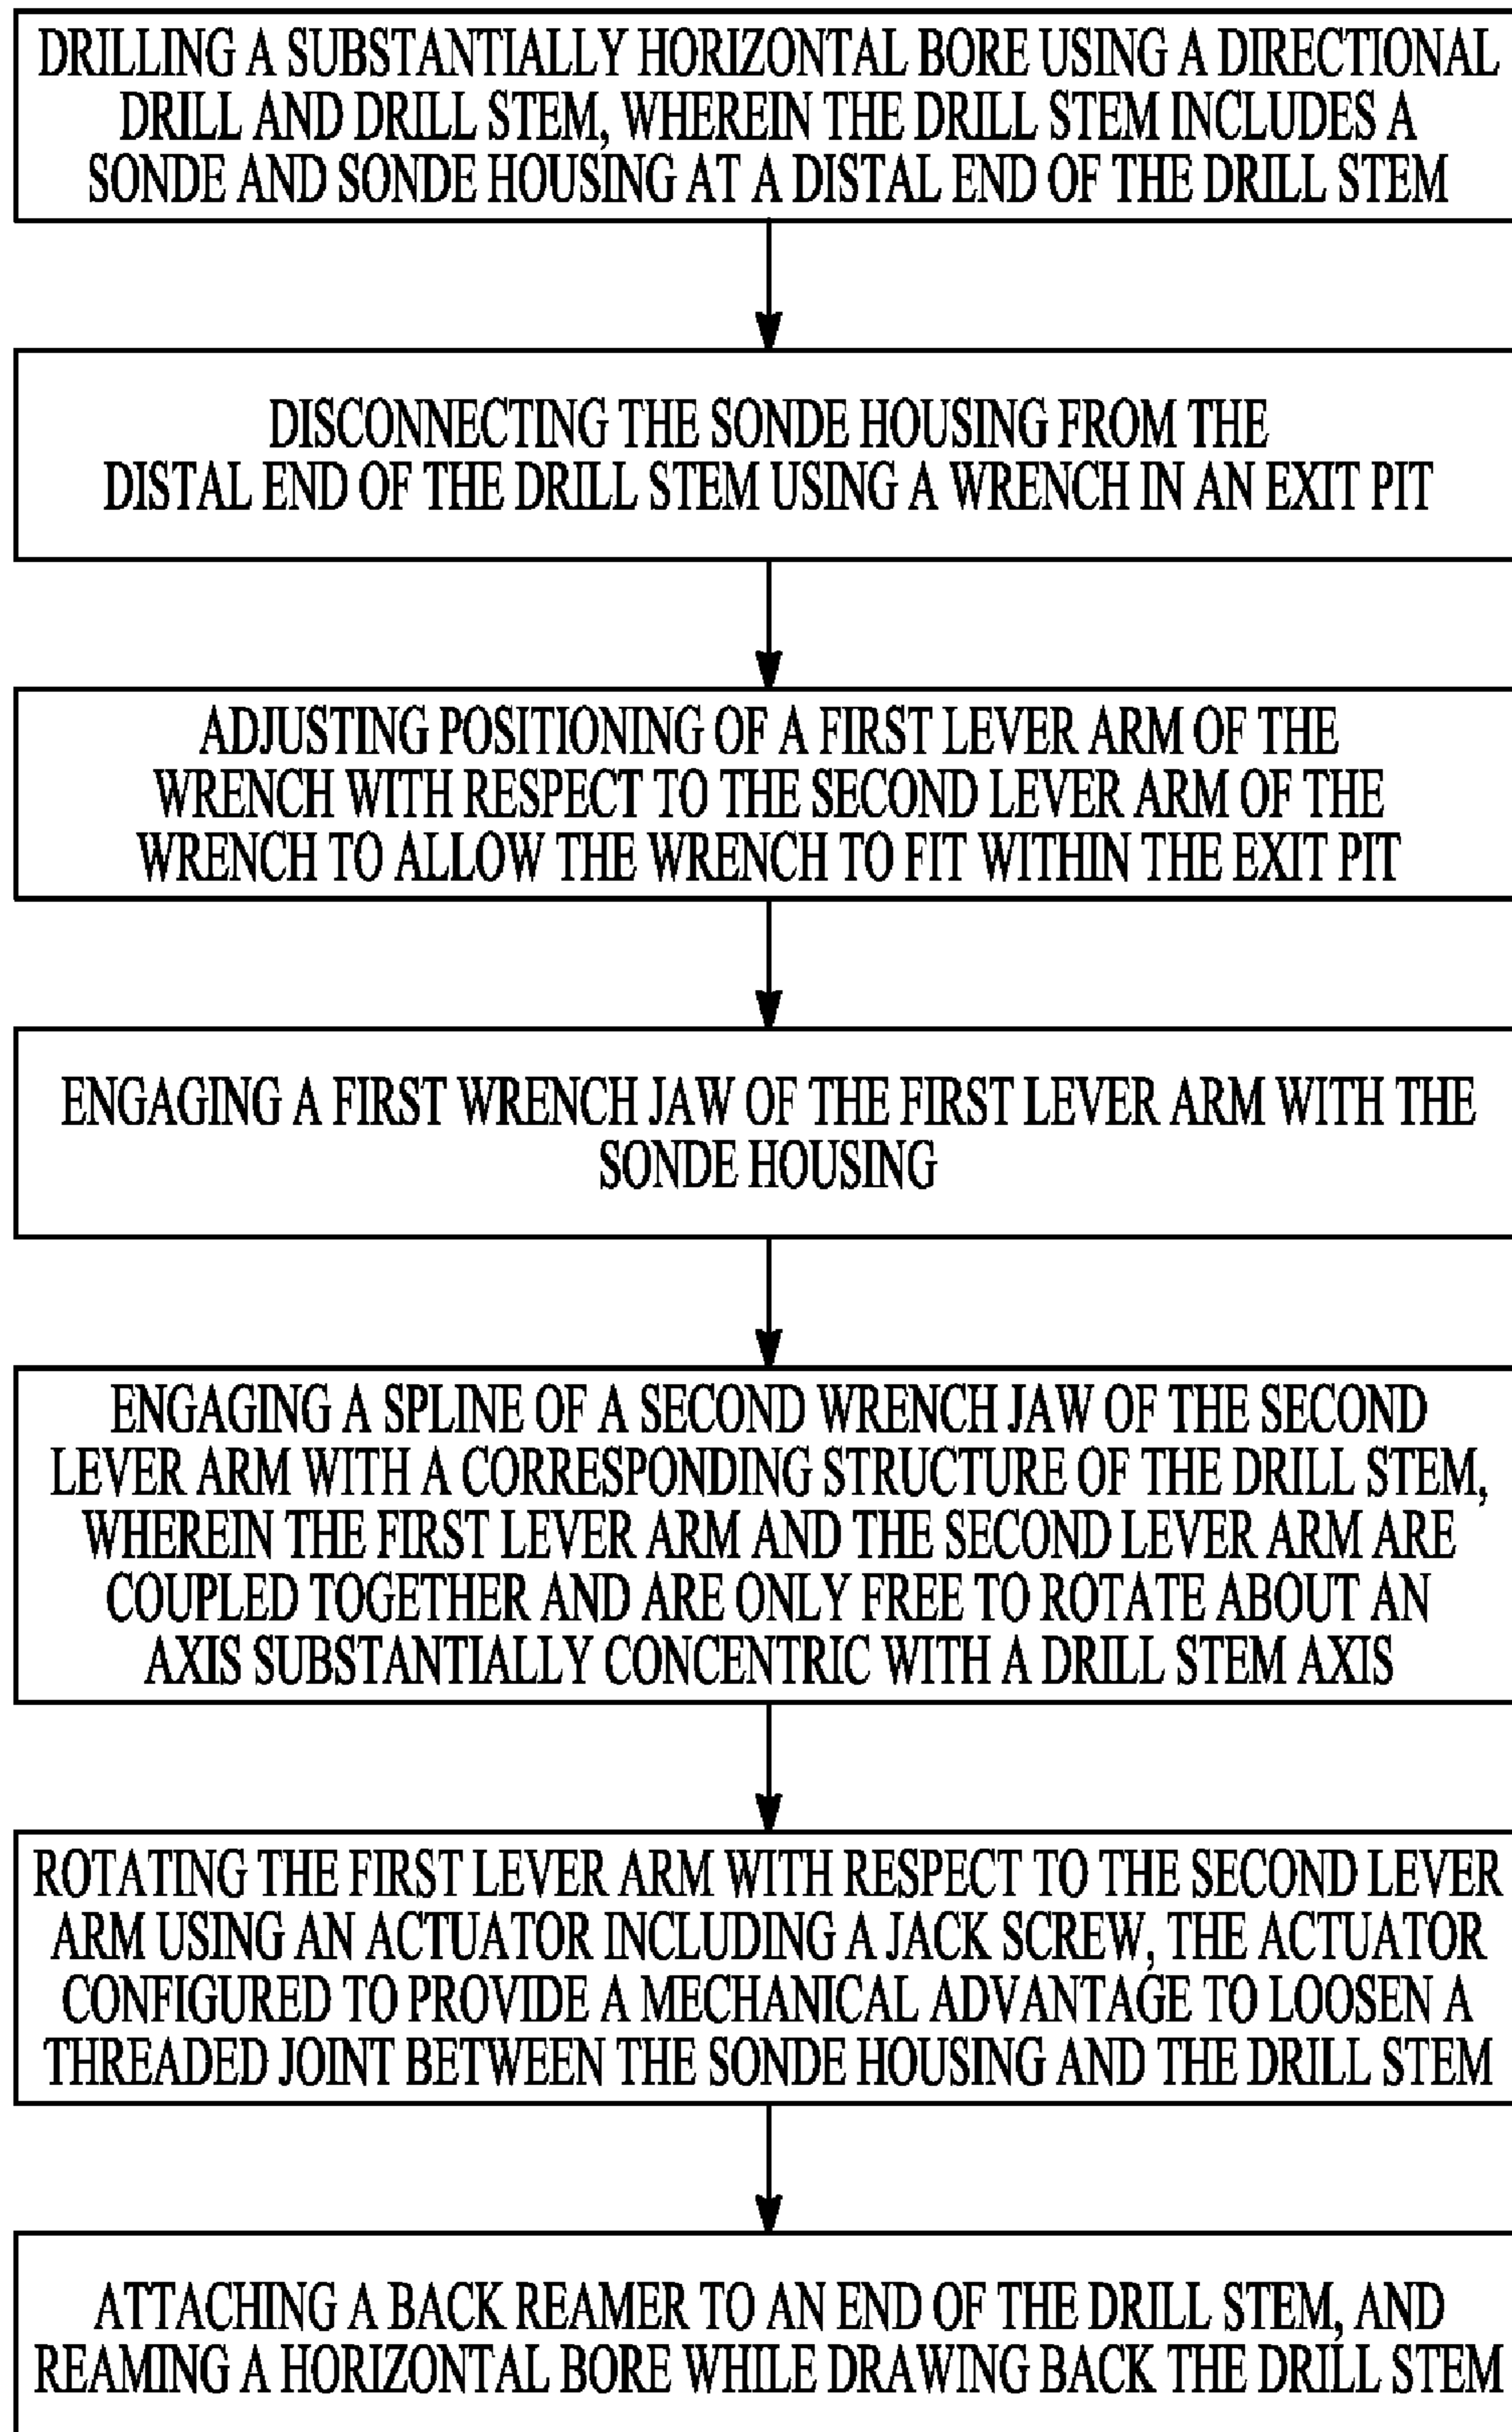 DRILLING A SUBSTANTIALLY HORIZONTAL BORE USING A DIRECTIONAL
DRILL AND DRILL STEM, WHEREIN THE DRILL STEM INCLUDES A
SONDE AND SONDE HOUSING AT A DISTAL END OF THE DRILL STEM
DISCONNECTING THE SONDE HOUSING FROM THE
DISTAL END OF THE DRILL STEM USING A WRENCH IN AN EXIT PIT
ADJUSTING POSITIONING OF A FIRST LEVER ARM OF THE
WRENCH WITH RESPECT TO THE SECOND LEVER ARM OF THE
WRENCH TO ALLOW THE WRENCH TO FIT WITHIN THE EXIT PIT
ENGAGING A FIRST WRENCH JAW OF THE FIRST LEVER ARM WITH THE
SONDE HOUSING
ENGAGING A SPLINE OF A SECOND WRENCH JAW OF THE SECOND
LEVER ARM WITH A CORRESPONDING STRUCTURE OF THE DRILL STEM,
WHEREIN THE FIRST LEVER ARM AND THE SECOND LEVER ARM ARE
COUPLED TOGETHER AND ARE ONLY FREE TO ROTATE ABOUT AN
AXIS SUBSTANTIALLY CONCENTRIC WITH A DRILL STEM AXIS
ROTATING THE FIRST LEVER ARM WITH RESPECT TO THE SECOND LEVER
ARM USING AN ACTUATOR INCLUDING A JACK SCREW, THE ACTUATOR
CONFIGURED TO PROVIDE A MECHANICAL ADVANTAGE TO LOOSEN A
THREADED JOINT BETWEEN THE SONDE HOUSING AND THE DRILL STEM
ATTACHING A BACK REAMER TO AN END OF THE DRILL STEM, AND
REAMING A HORIZONTAL BORE WHILE DRAWING BACK THE DRILL STEM